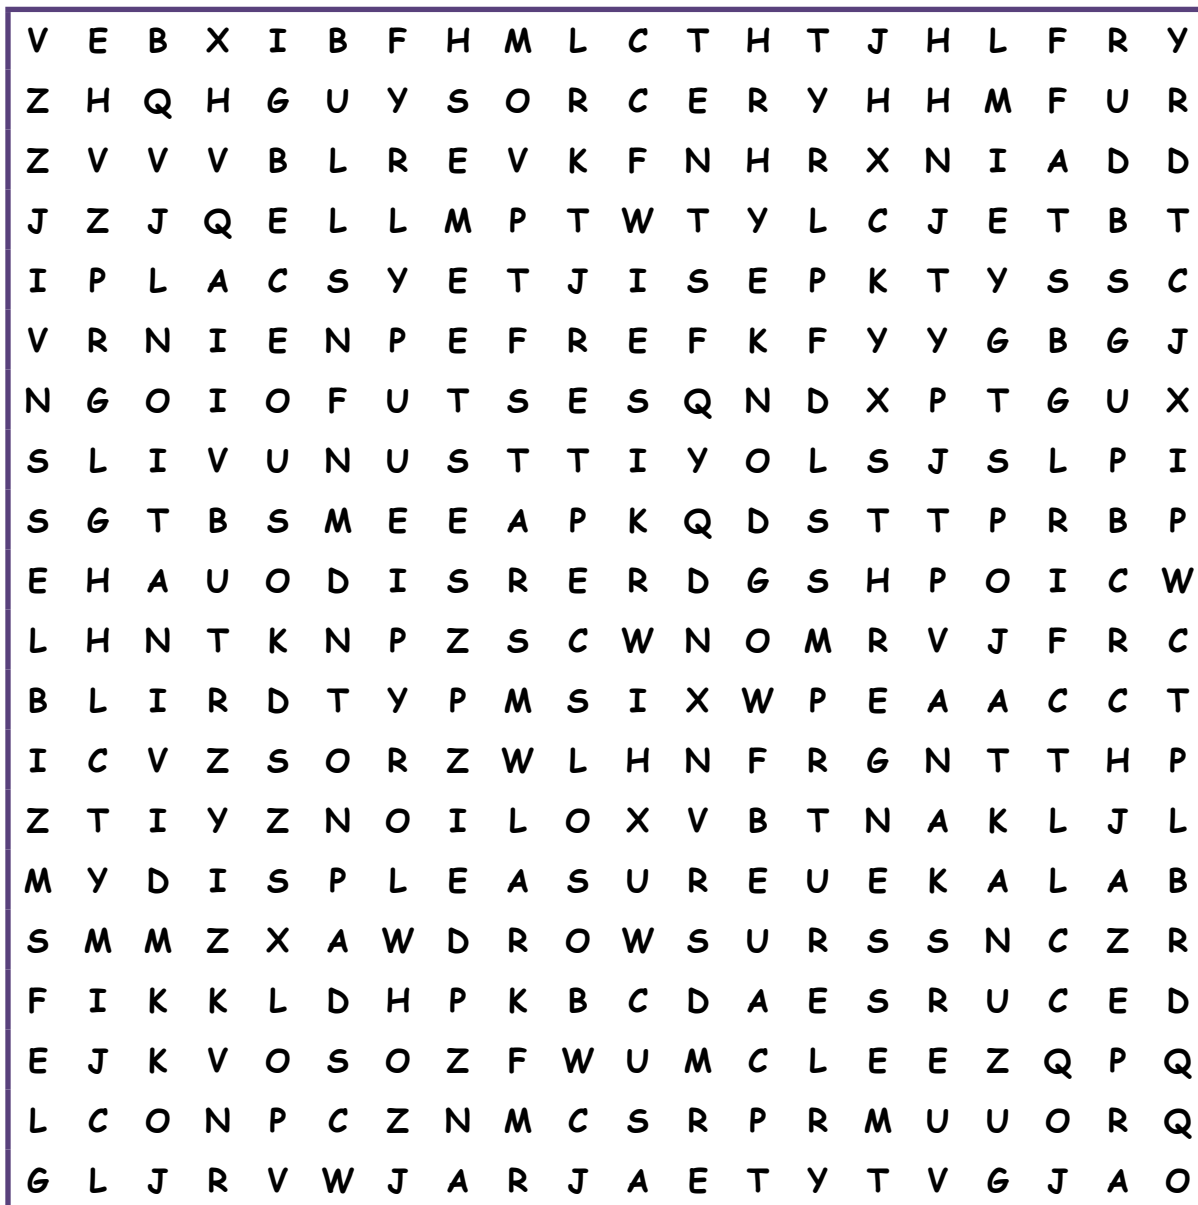 V E B X I B F H M L C T H T J H L F R Y
Z H Q H G U Y S O R C E R Y H H M F U R
Z V V V B L R E V K F N H R X N I A D D
J Z J Q E L L M P T W T Y L C J E T B T
I P L A C S Y E T J I S E P K T Y S S C
V R N I E N P E F R E F K F Y Y G B G J
N G O I O F U T S E S Q N D X P T G U X
S L I V U N U S T T I Y O L S J S L P I
S G T B S M E E A P K Q D S T T P R B P
E H A U O D I S R E R D G S H P O I C W
L H N T K N P Z S C W N O M R V J F R C
B L I R D T Y P M S I X W P E A A C C T
I C V Z S O R Z W L H N F R G N T T H P
Z T I Y Z N O I L O X V B T N A K L J L
M Y D I S P L E A S U R E U E K A L A B
S M M Z X A W D R O W S U R S S N C Z R
F I K K L D H P K B C D A E S R U C E D
E J K V O S O Z F W U M C L E E Z Q P Q
L C O N P C Z N M C S R P R M U U O R Q
G L J R V W J A R J A E T Y T V G J A O